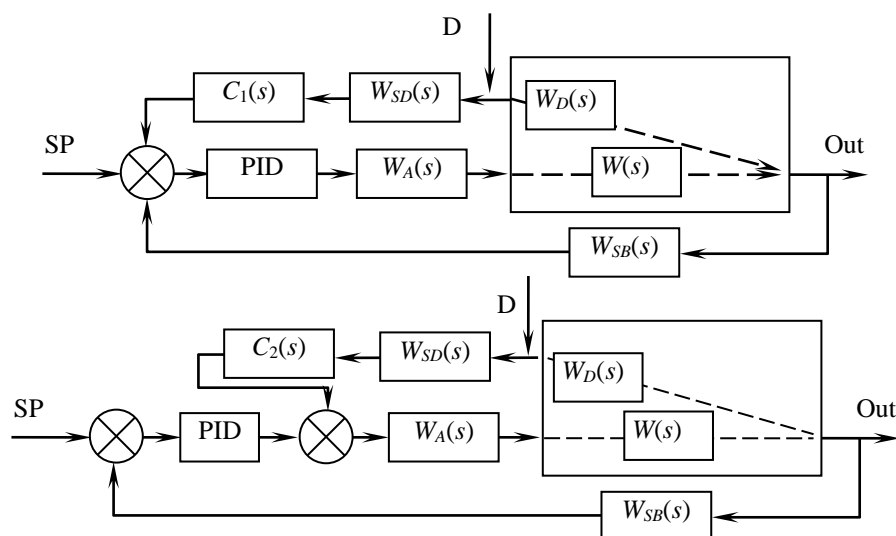 D
C1(s)
WSD(s)
WD(s)
SP
Out
PID
WA(s)
W(s)
WSB(s)
D
C2(s)
WSD(s)
WD(s)
SP
Out
PID
WA(s)
W(s)
WSB(s)